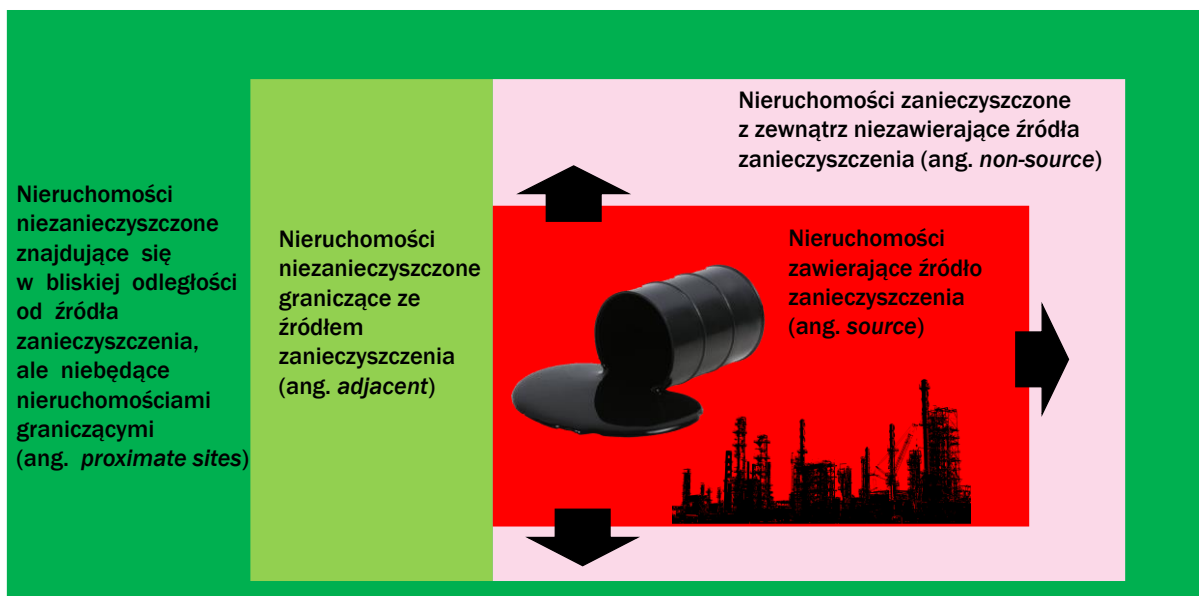 Nieruchomości
niezanieczyszczone
znajdujące się
w bliskiej odległości
od źródła
zanieczyszczenia,
ale niebędące
nieruchomościami
graniczącymi
(ang. proximate sites)
Nieruchomości
niezanieczyszczone
graniczące ze
źródłem
zanieczyszczenia
(ang. adjacent)
Nieruchomości zanieczyszczone
z zewnątrz niezawierające źródła
zanieczyszczenia (ang. non-source)
Nieruchomości
zawierające źródło
zanieczyszczenia
(ang. source)